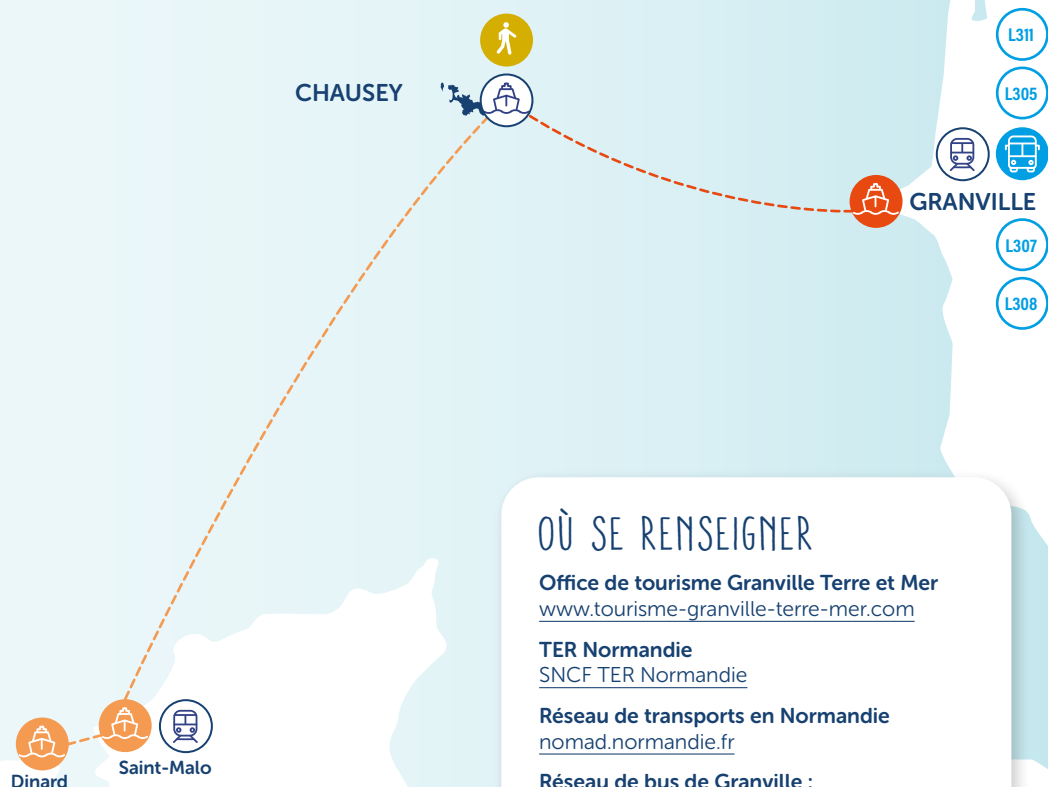 L311
CHAUSEY
L305
GRANVILLE
L307
L308
OÙ SE RENSEIGNER
Office de tourisme Granville Terre et Mer
www.tourisme-granville-terre-mer.com
TER Normandie
SNCF TER Normandie
Réseau de transports en Normandie
nomad.normandie.fr
Réseau de bus de Granville :
Saint-Malo
Dinard